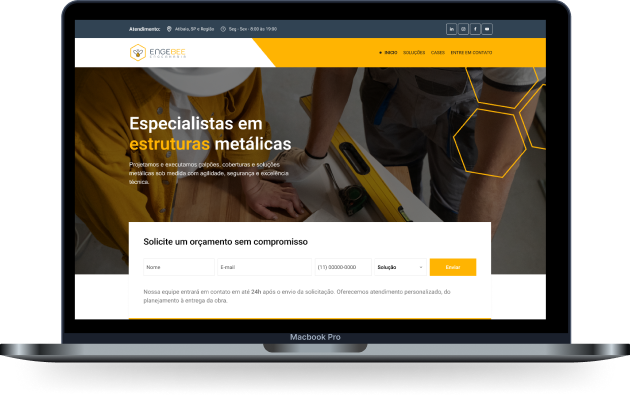 Atendimento: Atibaia, SP e Região Seg - Sex - 8:00 às 19:00
ENGEBEE
ENGENHARIA
INICIO SOLUÇÕES CASES ENTRE EM CONTATO
Especialistas em
estruturas metálicas
Projetamos e executamos galpões, coberturas e soluções
metálicas sob medida com agilidade, segurança e excelência
técnica.
Solicite um orçamento sem compromisso
Nome E-mail (11) 00000-0000 Solução Enviar
Nossa equipe entrará em contato em até 24h após o envio da solicitação. Oferecemos atendimento personalizado, do
planejamento à entrega da obra.
Macbook Pro